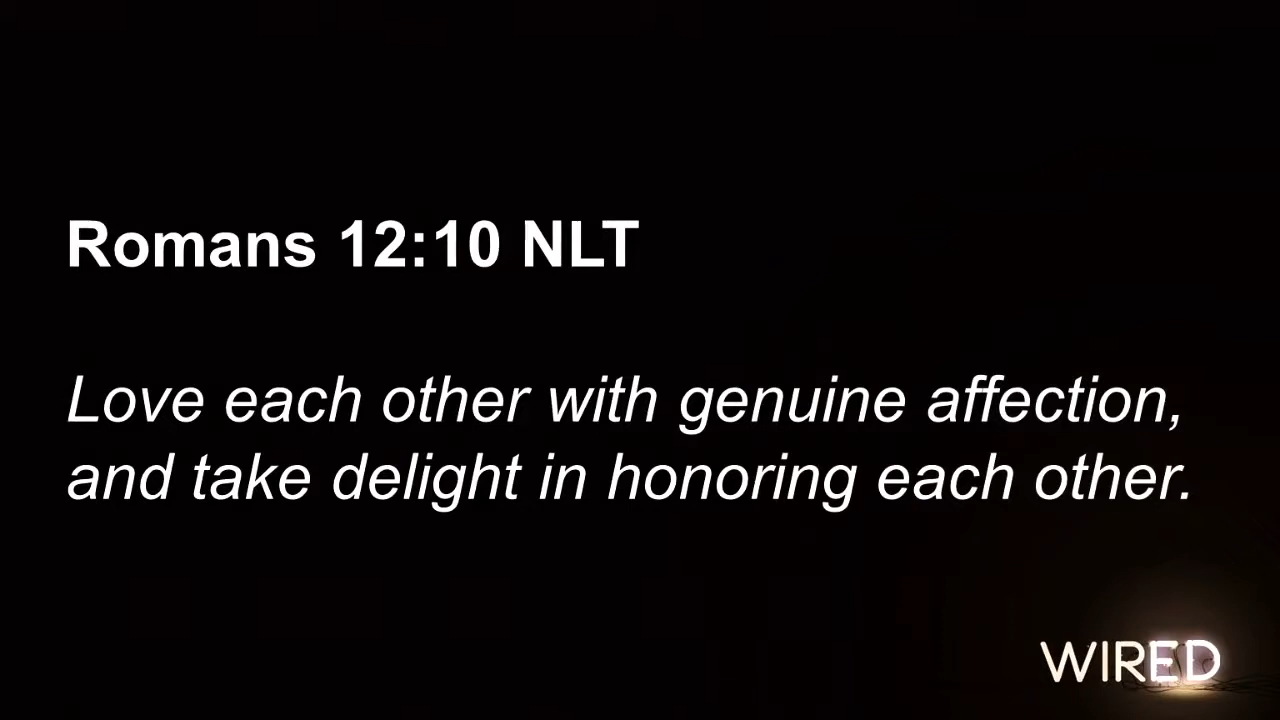 Romans 12:10 NLT
Love each other with genuine affection,
and take delight in honoring each other.
WIRED